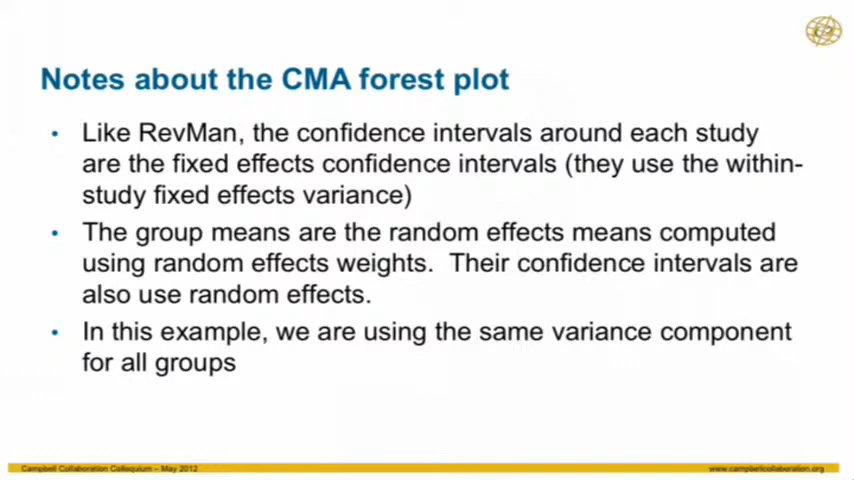 Notes about the CMA forest plot
• Like RevMan, the confidence intervals around each study
are the fixed effects confidence intervals (they use the within-
study fixed effects variance)
• The group means are the random effects means computed
using random effects weights.  Their confidence intervals are
also use random effects.
• In this example, we are using the same variance component
for all groups
Campbell Collaboration Colloquium – May 2012
www.campbellcollaboration.org